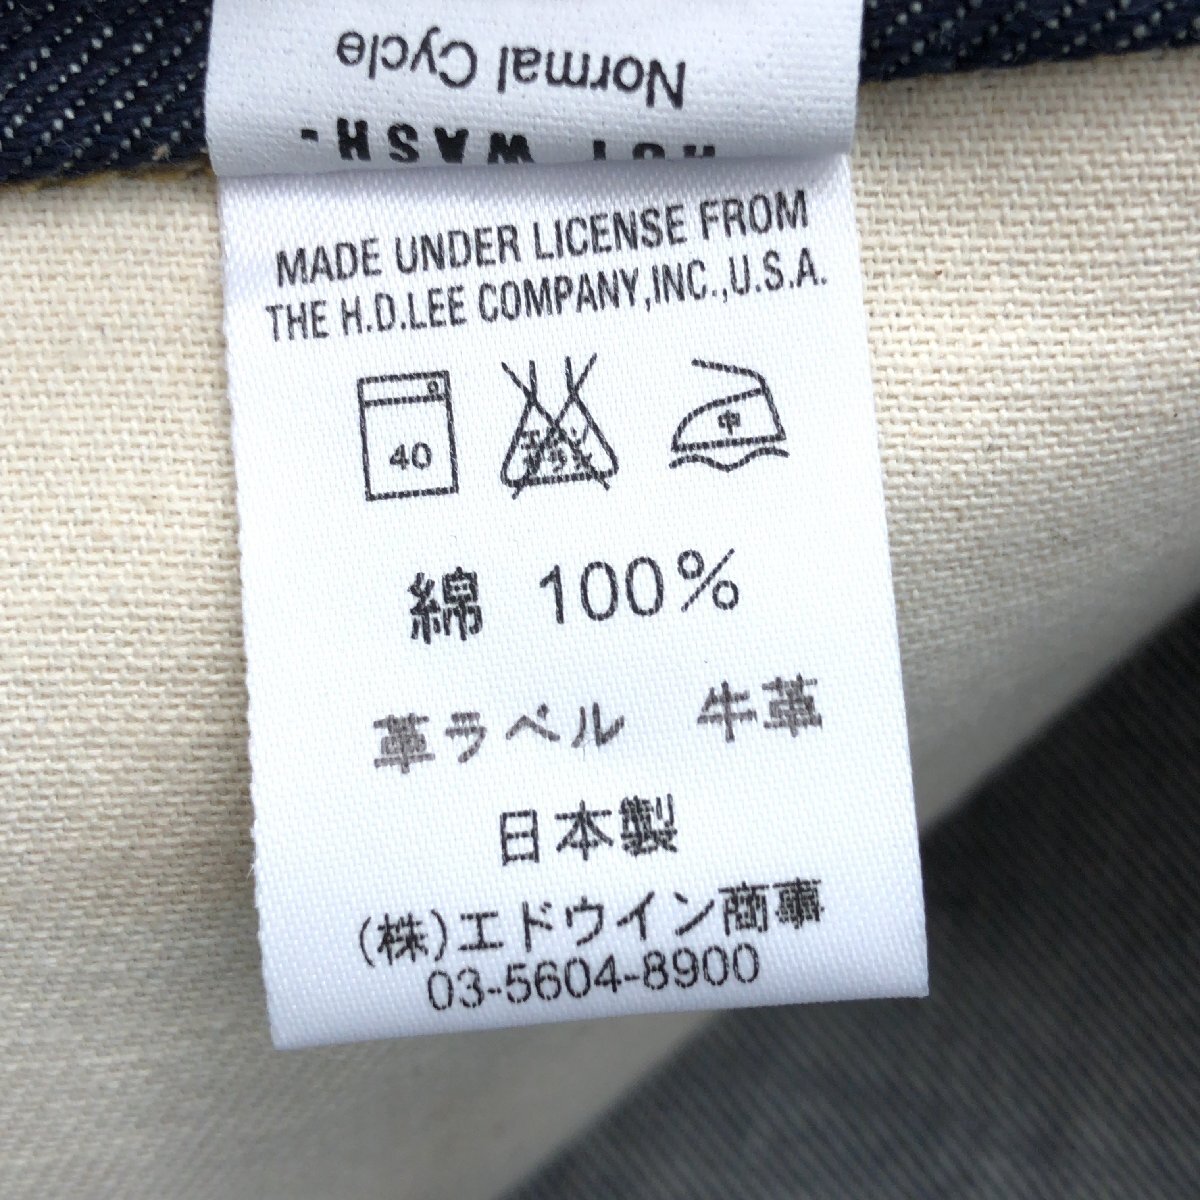 Normal Cycle
WASH-
MADE UNDER LICENSE FROM
THE H.D.LEE COMPANY,INC.,U.S.A.
40
中
綿 100%
革ラベル 牛革
日本製
(株)エドウイン商事
03-5604-8900